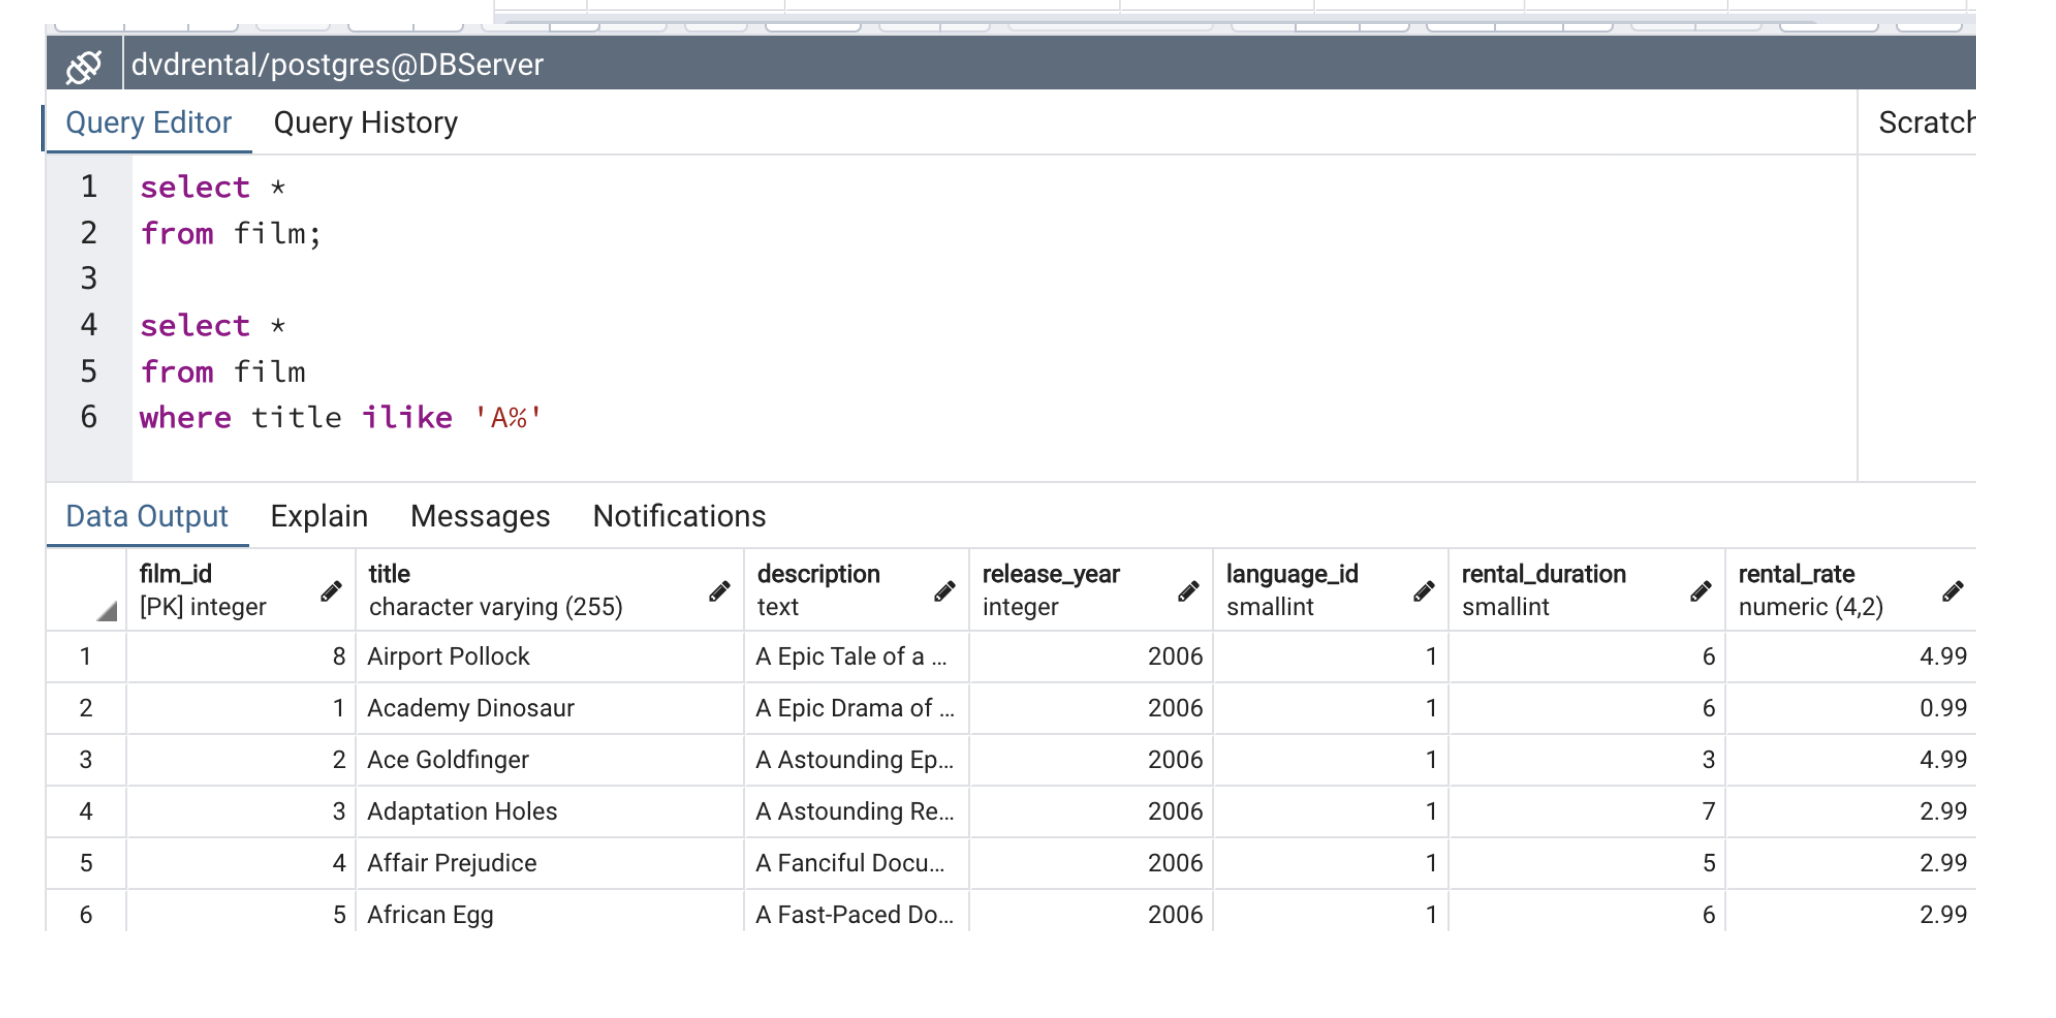 dvdrental/postgres@DBServer
Query Editor Query History Scratch
1 select *
2 from film;
3
4 select *
5 from film
6 where title ilike 'A%'
Data Output Explain Messages Notifications
film_id title description release_year language_id rental_duration rental_rate
[PK] integer character varying (255) text integer smallint smallint numeric (4,2)
1 8 Airport Pollock A Epic Tale of a ... 2006 1 6 4.99
2 1 Academy Dinosaur A Epic Drama of ... 2006 1 6 0.99
3 2 Ace Goldfinger A Astounding Ep... 2006 1 3 4.99
4 3 Adaptation Holes A Astounding Re... 2006 1 7 2.99
5 4 Affair Prejudice A Fanciful Docu... 2006 1 5 2.99
6 5 African Egg A Fast-Paced Do... 2006 1 6 2.99